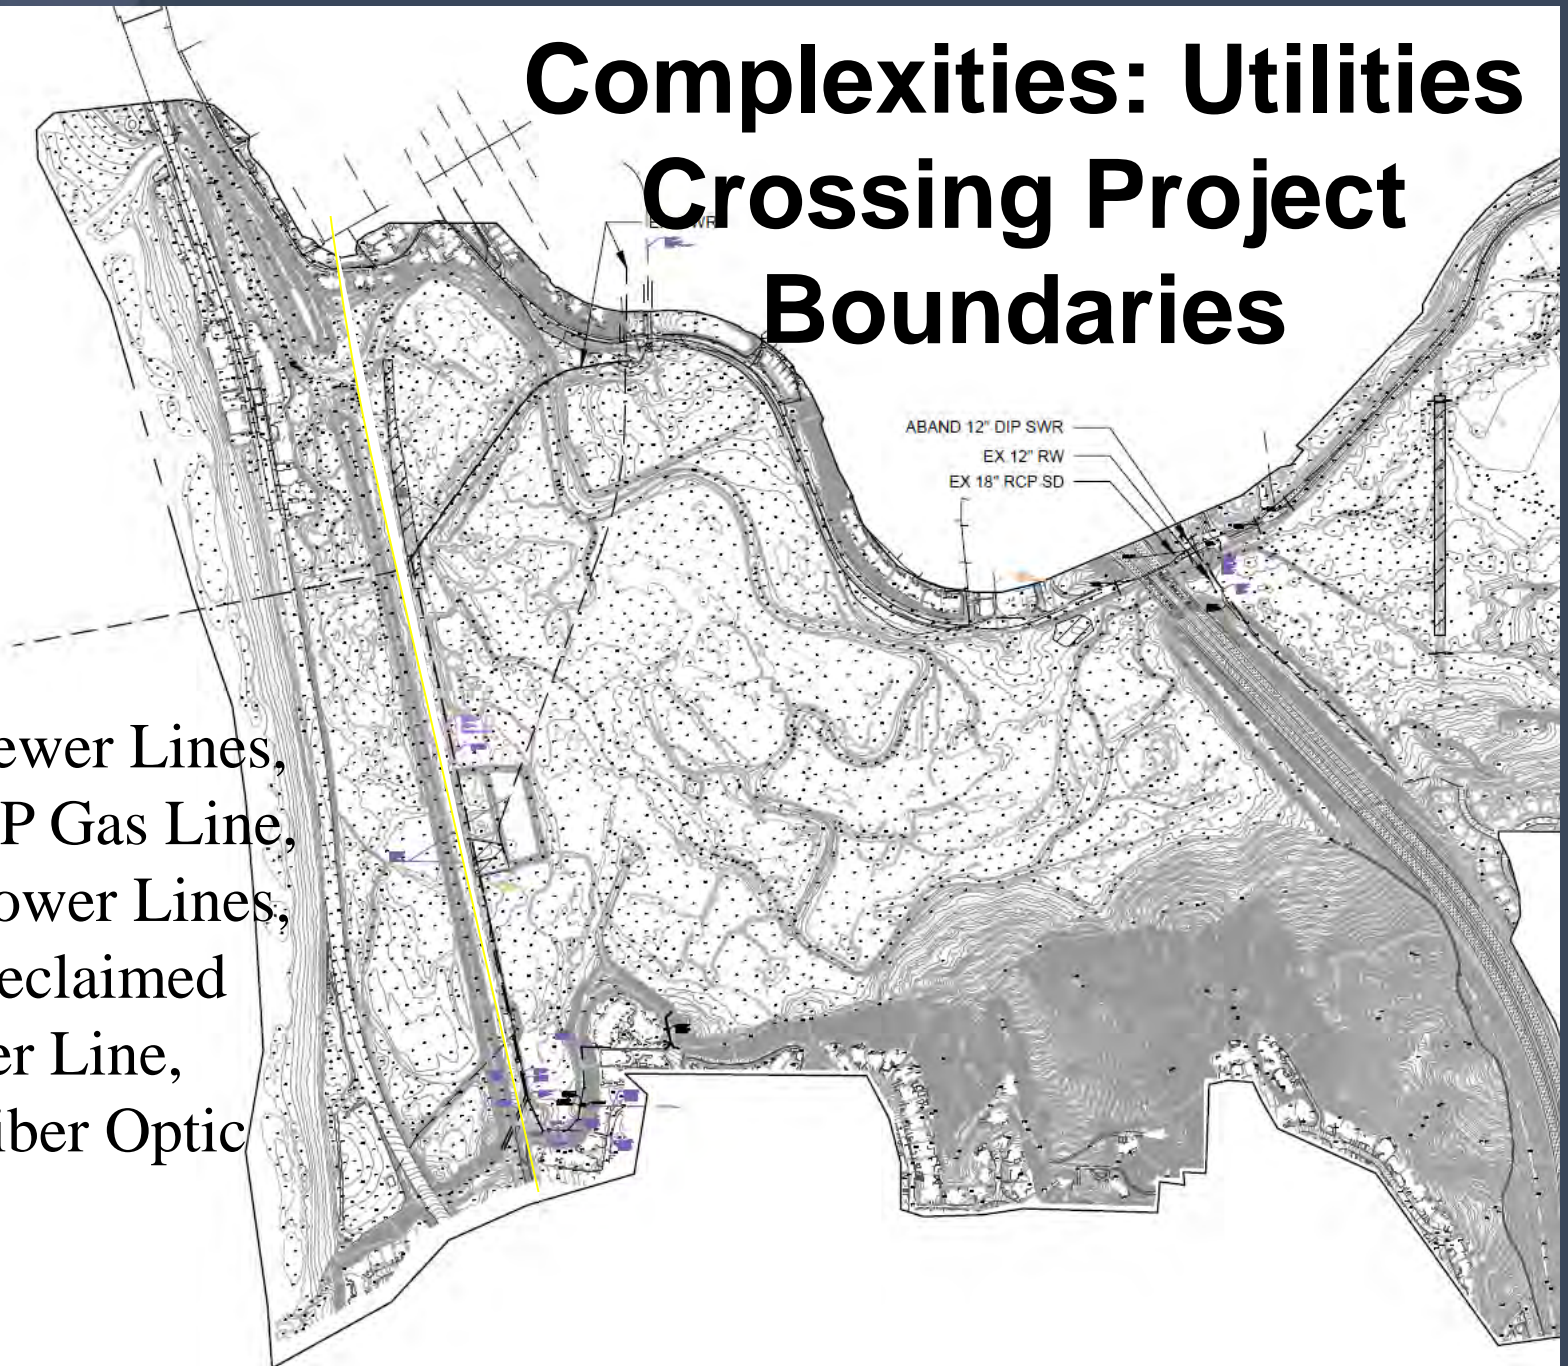 Complexities: Utilities
Crossing Project
Boundaries
ABAND 12" DIP SWR
EX 12" RW
EX 18" RCP SD
ewer Lines,
P Gas Line,
ower Lines,
eclaimed
er Line,
iber Optic